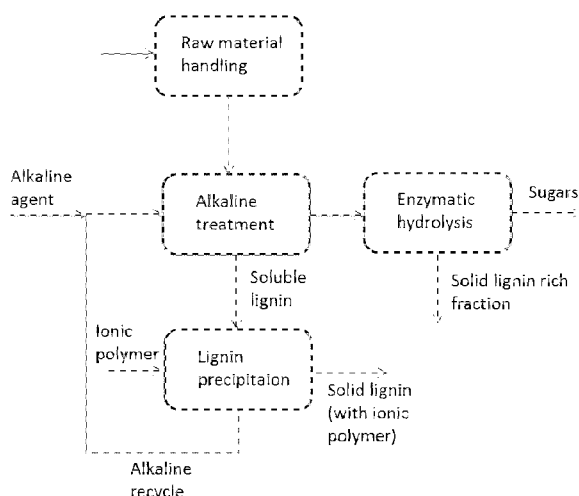 Raw material
handling
Alkaline
agent
Alkaline
treatment
Enzymatic
hydrolysis
Sugars
Soluble
lignin
Solid lignin rich
fraction
Ionic
polymer
Lignin
precipitaion
Solid lignin
(with ionic
polymer)
Alkaline
recycle